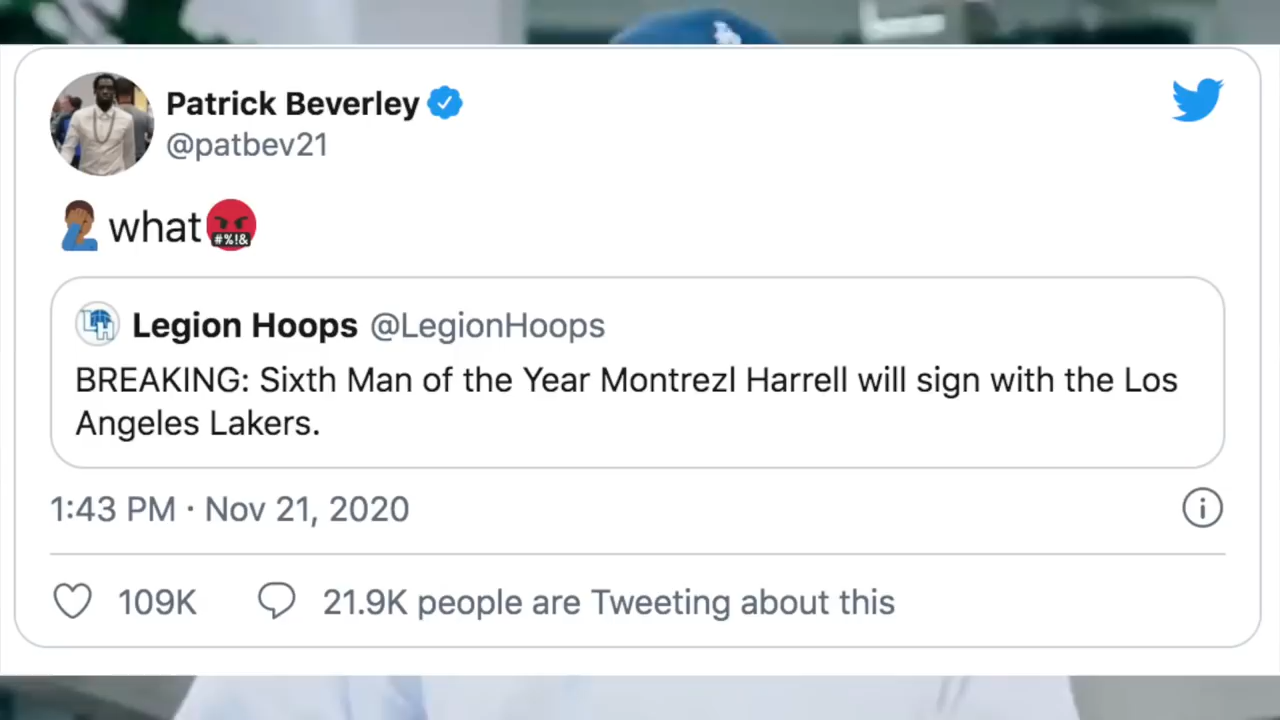 Patrick Beverley
@patbev21
🤦🏾‍♂️ what🤬
Legion Hoops @LegionHoops
BREAKING: Sixth Man of the Year Montrezl Harrell will sign with the Los
Angeles Lakers.
1:43 PM · Nov 21, 2020
109K 21.9K people are Tweeting about this